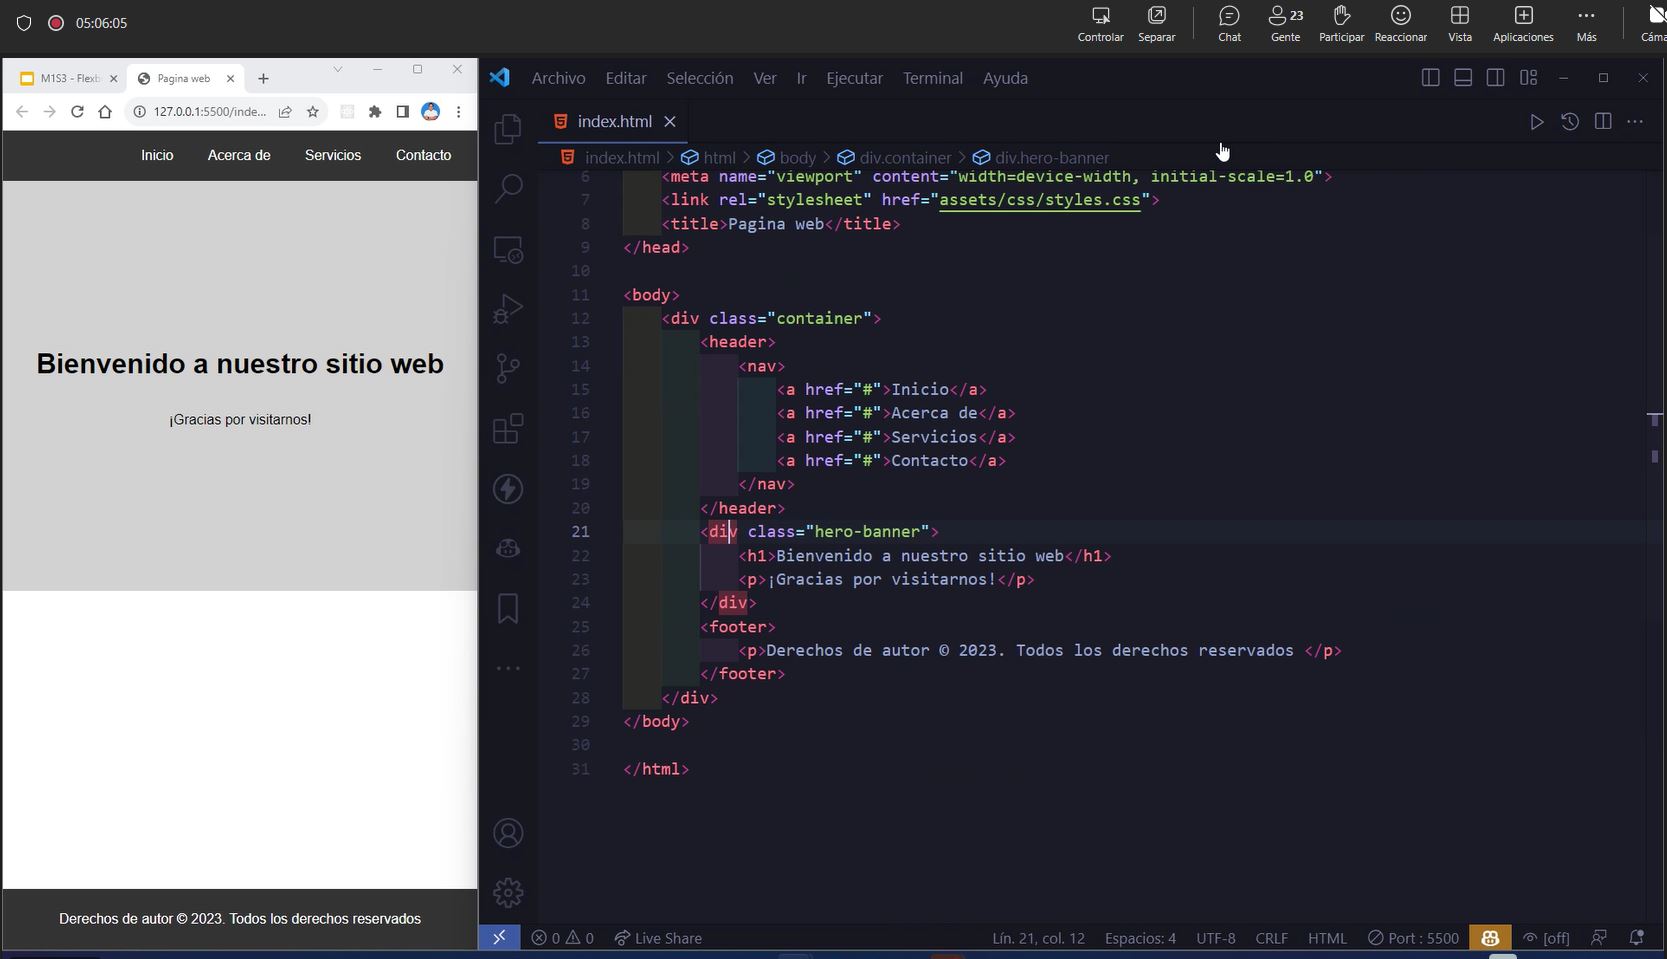 05:06:05
Controlar Separar Chat 23 Gente Participar Reaccionar Vista Aplicaciones Más
M1S3 - Flexb Pagina web
127.0.0.1:5500/inde...
Inicio Acerca de Servicios Contacto
Bienvenido a nuestro sitio web
¡Gracias por visitarnos!
Derechos de autor © 2023. Todos los derechos reservados
Archivo Editar Selección Ver Ir Ejecutar Terminal Ayuda
index.html
index.html > html > body > div.container > div.hero-banner
6 <meta name="viewport" content="width=device-width, initial-scale=1.0">
7 <link rel="stylesheet" href="assets/css/styles.css">
8 <title>Pagina web</title>
9 </head>
10
11 <body>
12 <div class="container">
13 <header>
14 <nav>
15 <a href="#">Inicio</a>
16 <a href="#">Acerca de</a>
17 <a href="#">Servicios</a>
18 <a href="#">Contacto</a>
19 </nav>
20 </header>
21 <div class="hero-banner">
22 <h1>Bienvenido a nuestro sitio web</h1>
23 <p>¡Gracias por visitarnos!</p>
24 </div>
25 <footer>
26 <p>Derechos de autor © 2023. Todos los derechos reservados </p>
27 </footer>
28 </div>
29 </body>
30
31 </html>
0 0 Live Share Lín. 21, col. 12 Espacios: 4 UTF-8 CRLF HTML Port : 5500 [off]